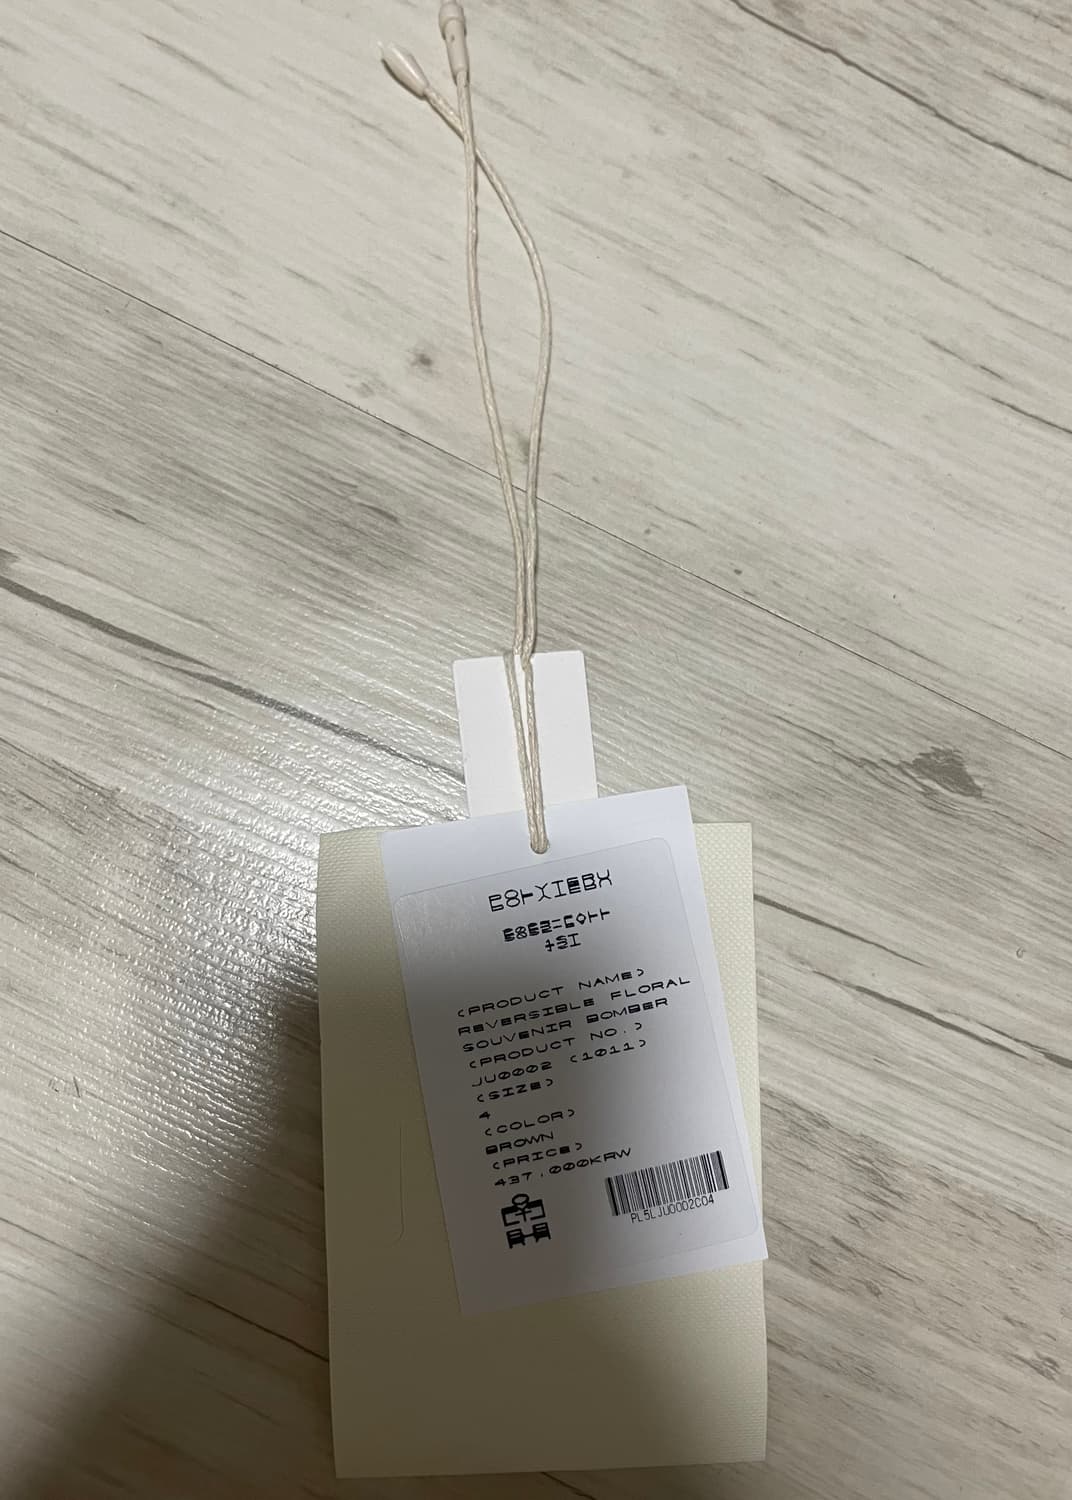 <PRODUCT NAME>
REVERSIBLE FLORAL
SOUVENIR BOMBER
<PRODUCT NO.>
JU0002 <1011>
<SIZE>
4
<COLOR>
BROWN
<PRICE>
437.000KRW
PL5LJU0002C04